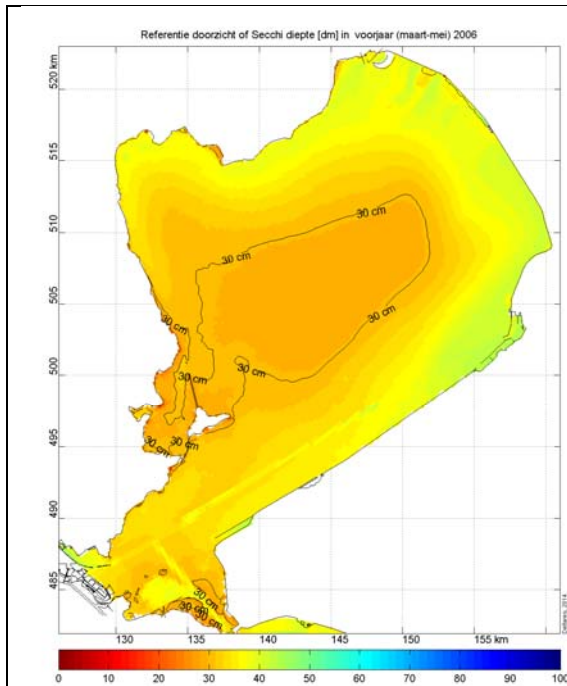 Referentie doorzicht of Secchi diepte [dm] in voorjaar (maart-mei) 2006
520 km
515
510
505
500
495
490
485
30 cm
30 cm
30 cm
30 cm
30 cm
30 cm
30 cm
30 cm
30 cm
30 cm
130
135
140
145
150
155 km
Deltares, 2014
0
10
20
30
40
50
60
70
80
90
100